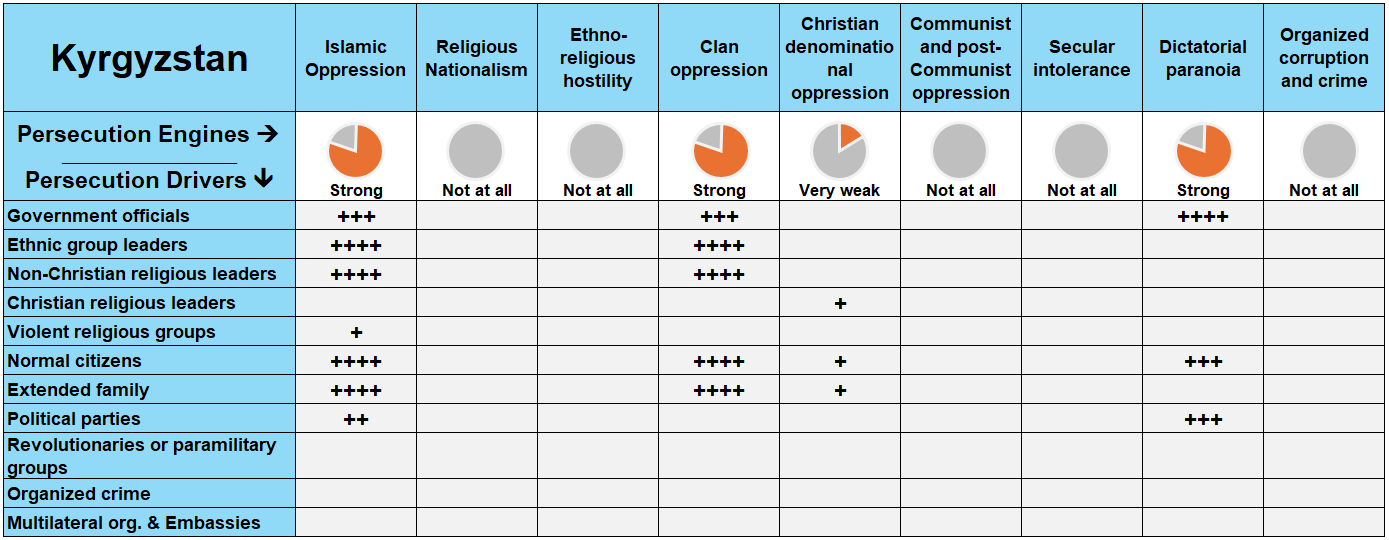 Kyrgyzstan
Islamic
Oppression
Religious
Nationalism
Ethno-
religious
hostility
Clan
oppression
Christian
denominatio
nal
oppression
Communist
and post-
Communist
oppression
Secular
intolerance
Dictatorial
paranoia
Organized
corruption
and crime
Persecution Engines →
Persecution Drivers ↓
Strong
Not at all
Not at all
Strong
Very weak
Not at all
Not at all
Strong
Not at all
Government officials +++ +++ ++++
Ethnic group leaders ++++ ++++
Non-Christian religious leaders ++++ ++++
Christian religious leaders +
Violent religious groups +
Normal citizens ++++ ++++ + +++
Extended family ++++ ++++ +
Political parties ++ +++
Revolutionaries or paramilitary
groups
Organized crime
Multilateral org. & Embassies